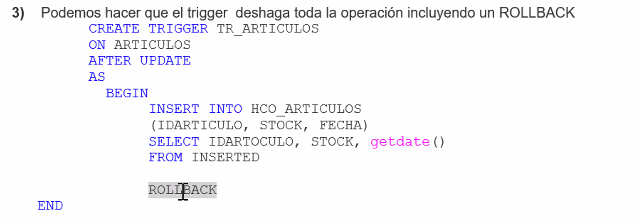 3) Podemos hacer que el trigger deshaga toda la operación incluyendo un ROLLBACK
CREATE TRIGGER TR_ARTICULOS
ON ARTICULOS
AFTER UPDATE
AS
BEGIN
INSERT INTO HCO_ARTICULOS
(IDARTICULO, STOCK, FECHA)
SELECT IDARTOCULO, STOCK, getdate()
FROM INSERTED
ROLLBACK
END